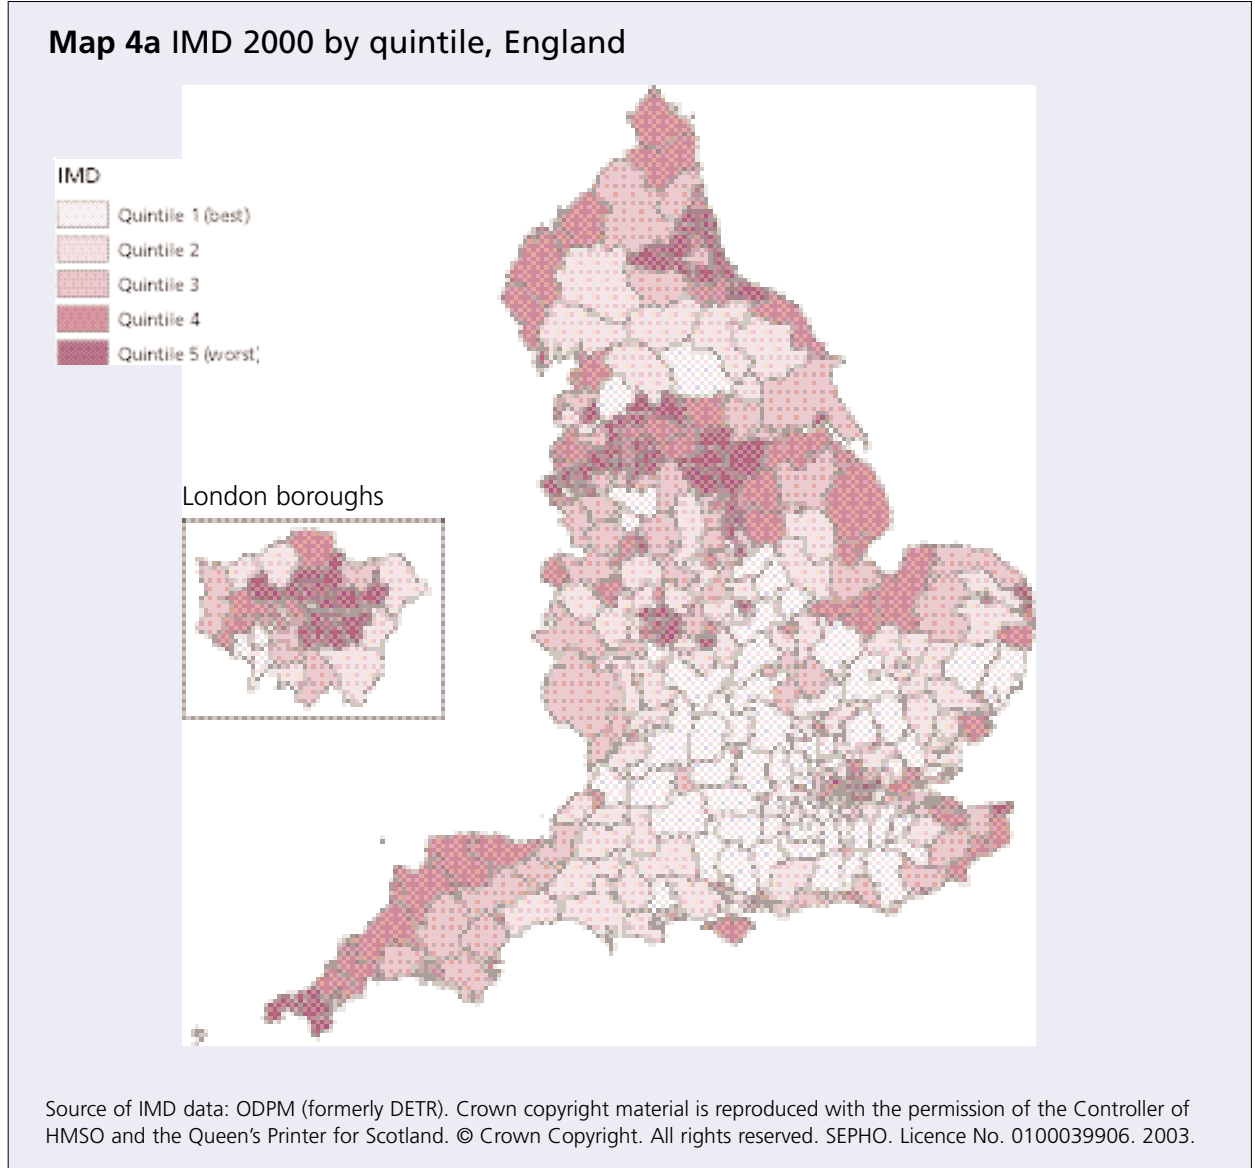 Map 4a IMD 2000 by quintile, England
IMD
Quintile 1 (best)
Quintile 2
Quintile 3
Quintile 4
Quintile 5 (worst)
London boroughs
Source of IMD data: ODPM (formerly DETR). Crown copyright material is reproduced with the permission of the Controller of
HMSO and the Queen’s Printer for Scotland. © Crown Copyright. All rights reserved. SEPHO. Licence No. 0100039906. 2003.